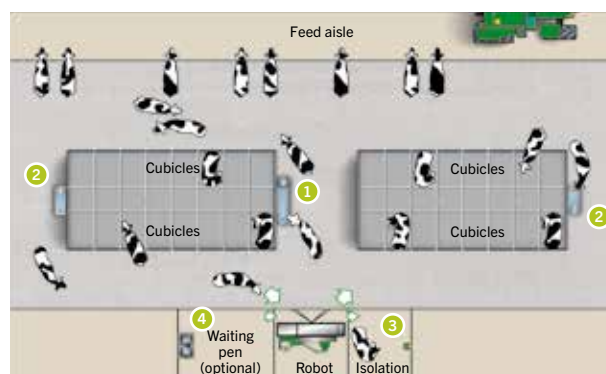 Feed aisle
Cubicles
Cubicles
2
1
Cubicles
Cubicles
2
4
Waiting
pen
(optional)
Robot
3
Isolation